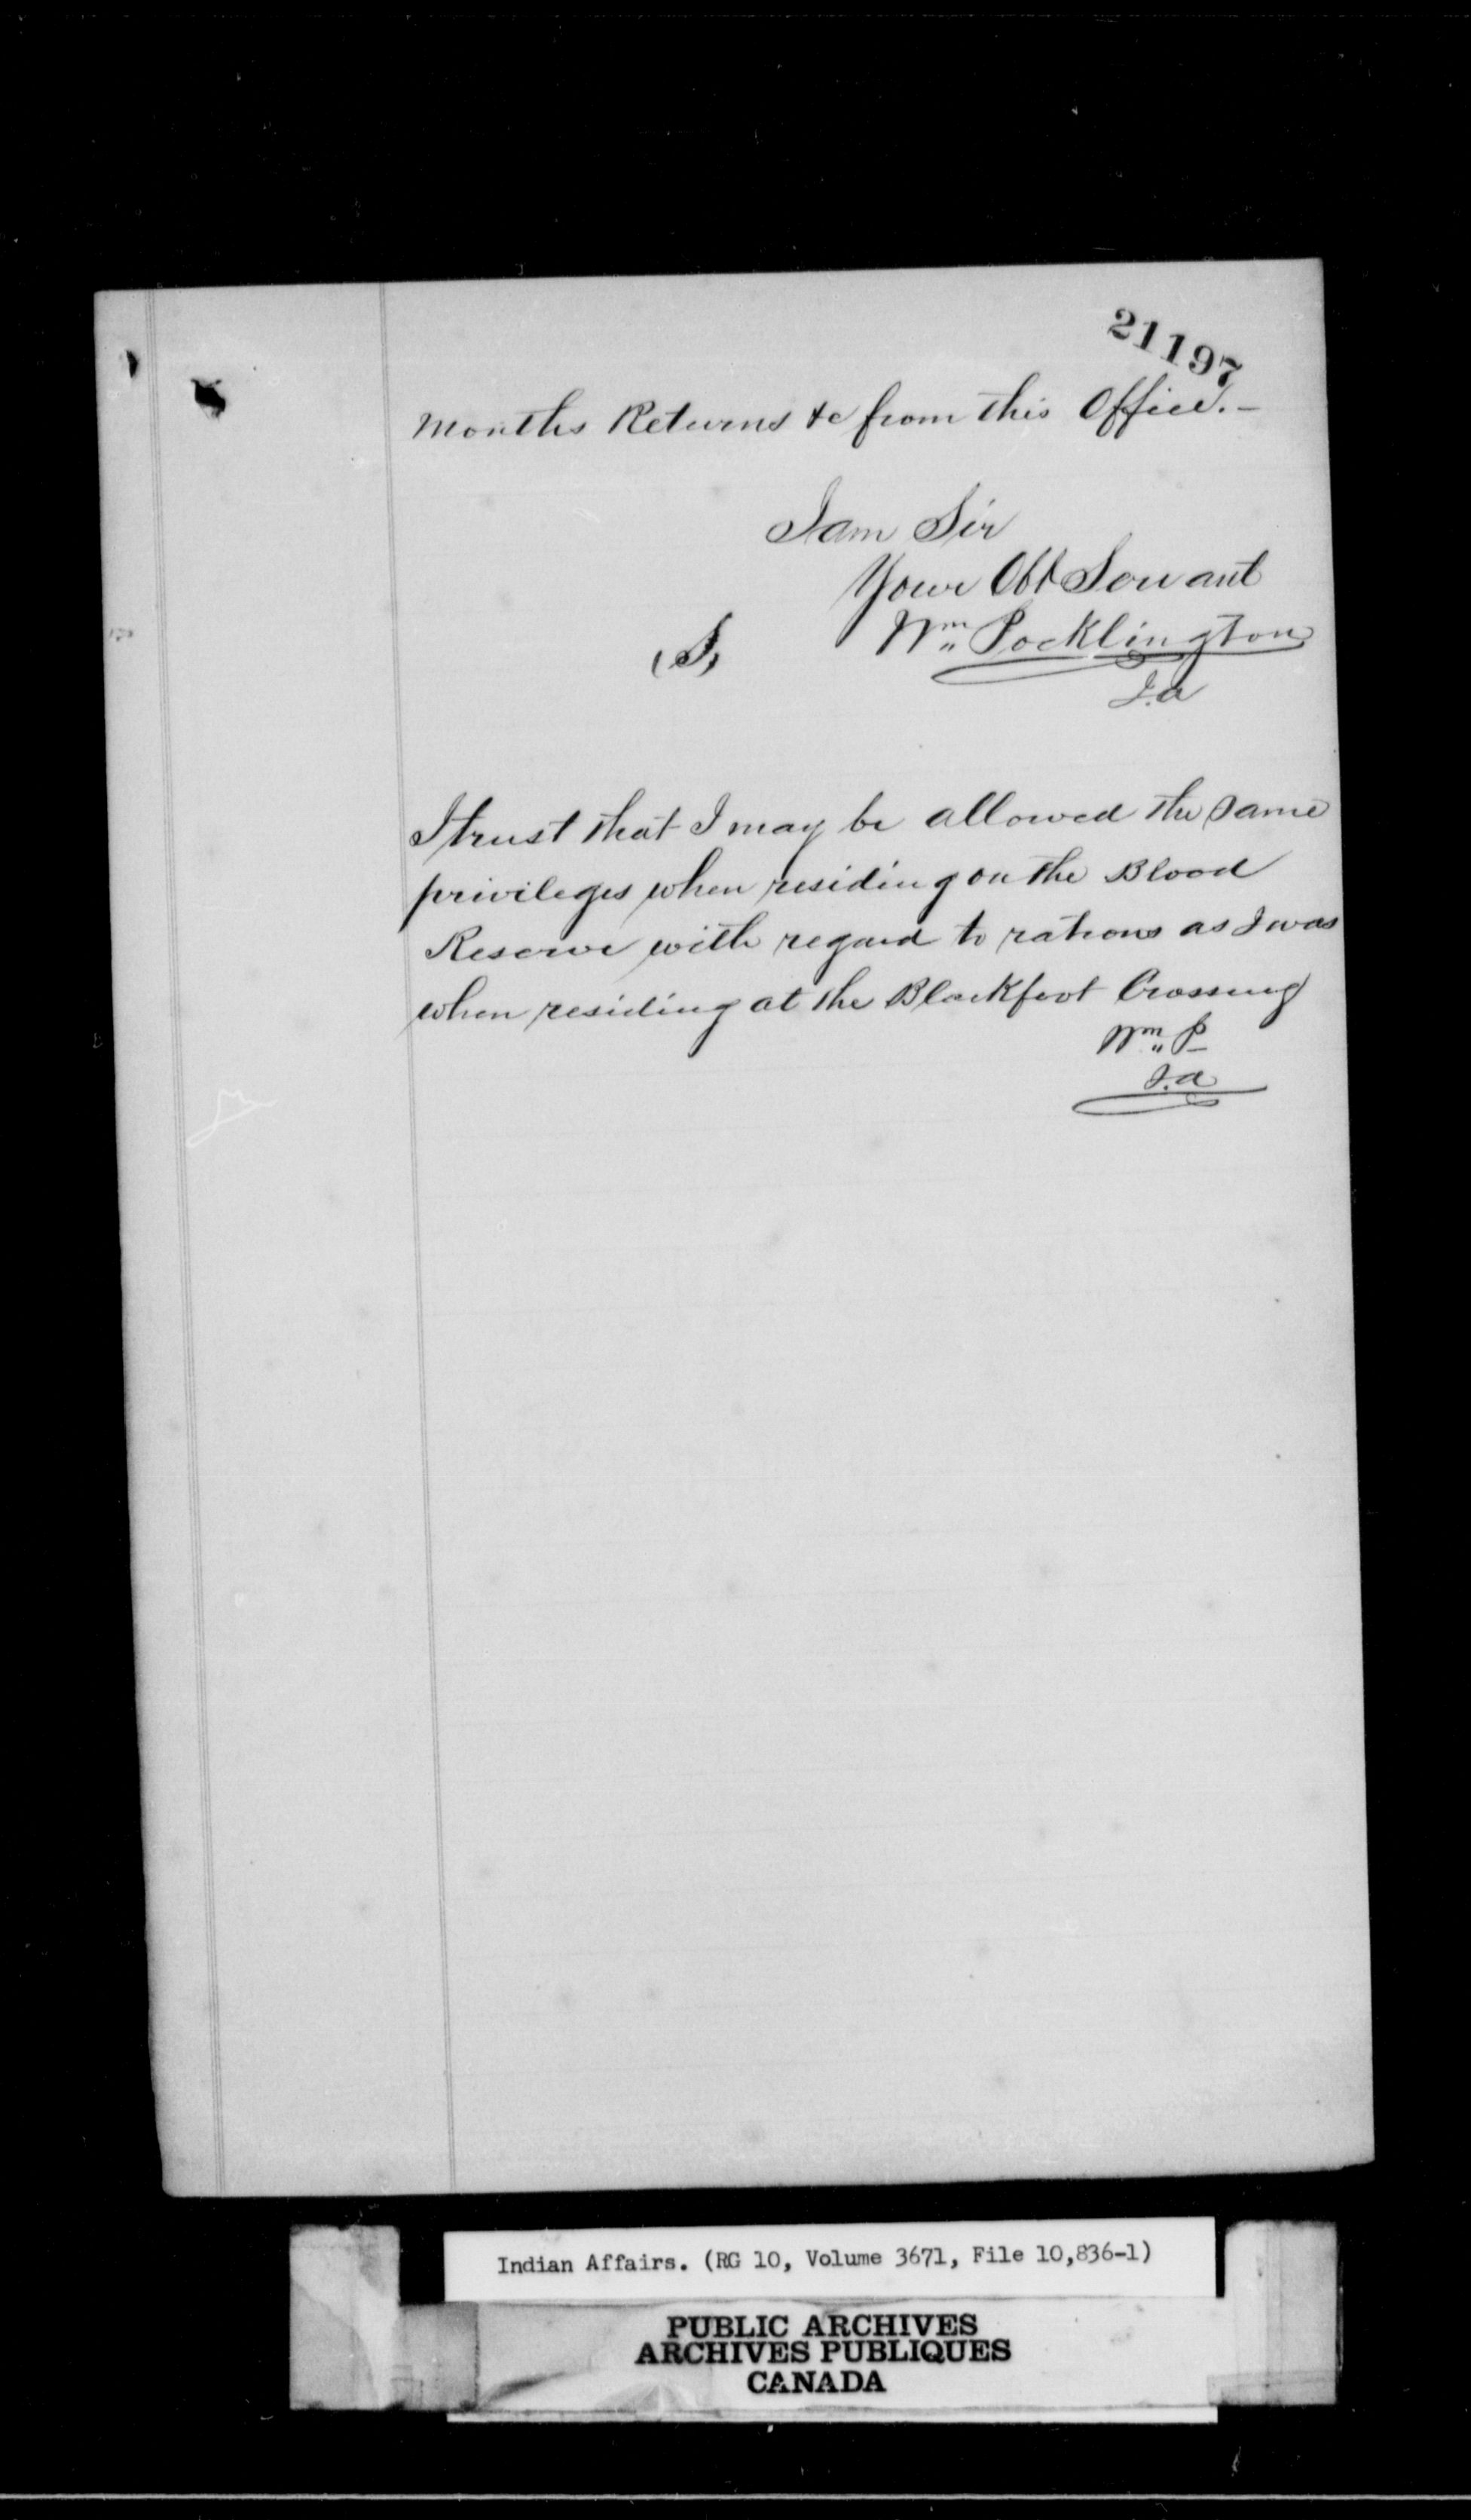 21197
Months Returns &c from this Office. -
I am Sir
Your Obt Servant
(S) Wm Pocklington
I.a
I trust that I may be allowed the same
privileges when residing on the Blood
Reserve with regard to rations as I was
when residing at the Blackfoot Crossing
Wm P
I.a
Indian Affairs. (RG 10, Volume 3671, File 10,836-1)
PUBLIC ARCHIVES
ARCHIVES PUBLIQUES
CANADA